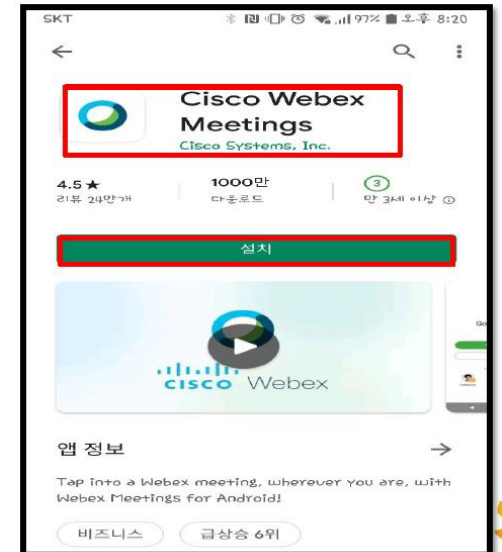 SKT 97% 오후 8:20
Cisco Webex
Meetings
Cisco Systems, Inc.
4.5★ 1000만 3
리뷰 24만개 다운로드 만 3세 이상
설치
cisco Webex
앱 정보
Tap into a Webex meeting, wherever you are, with
Webex Meetings for Android!
비즈니스 급상승 6위